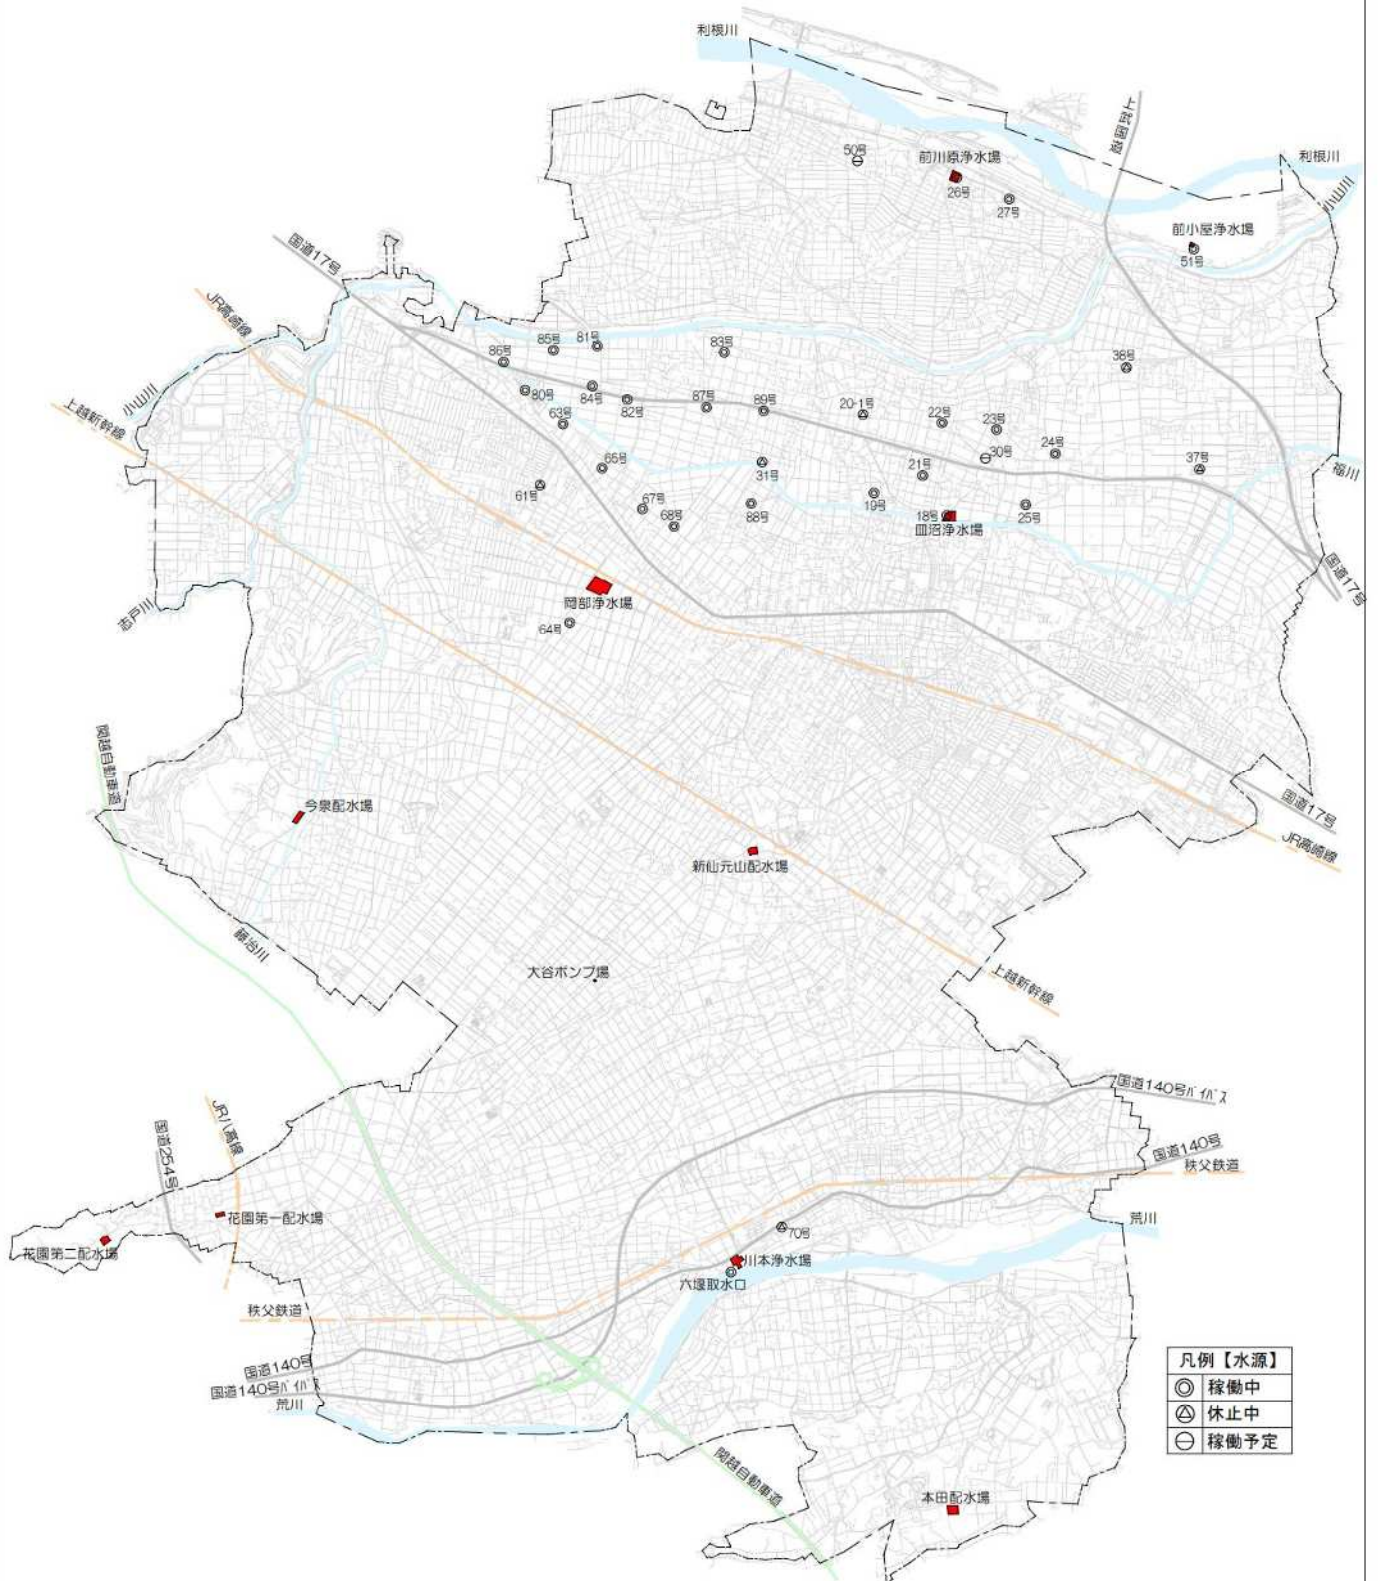 利根川
上武国道
50号
前川原浄水場
26号
27号
利根川
小山川
前小屋浄水場
51号
国道17号
JR高崎線
小山川
上越新幹線
86号
85号
81号
83号
38号
80号
84号
82号
87号
89号
20-1号
22号
23号
63号
24号
30号
65号
31号
21号
37号
福川
61号
67号
68号
88号
19号
18号
25号
皿沼浄水場
国道17号
志戸川
岡部浄水場
64号
関越自動車道
今泉配水場
国道17号
JR高崎線
新仙元山配水場
藤治川
大谷ポンプ場
上越新幹線
国道140号バイパス
JR八高線
国道254号
国道140号
秩父鉄道
花園第一配水場
荒川
70号
花園第二配水場
川本浄水場
六堰取水口
秩父鉄道
国道140号
国道140号バイパス
荒川
凡例【水源】
稼働中
休止中
稼働予定
関越自動車道
本田配水場